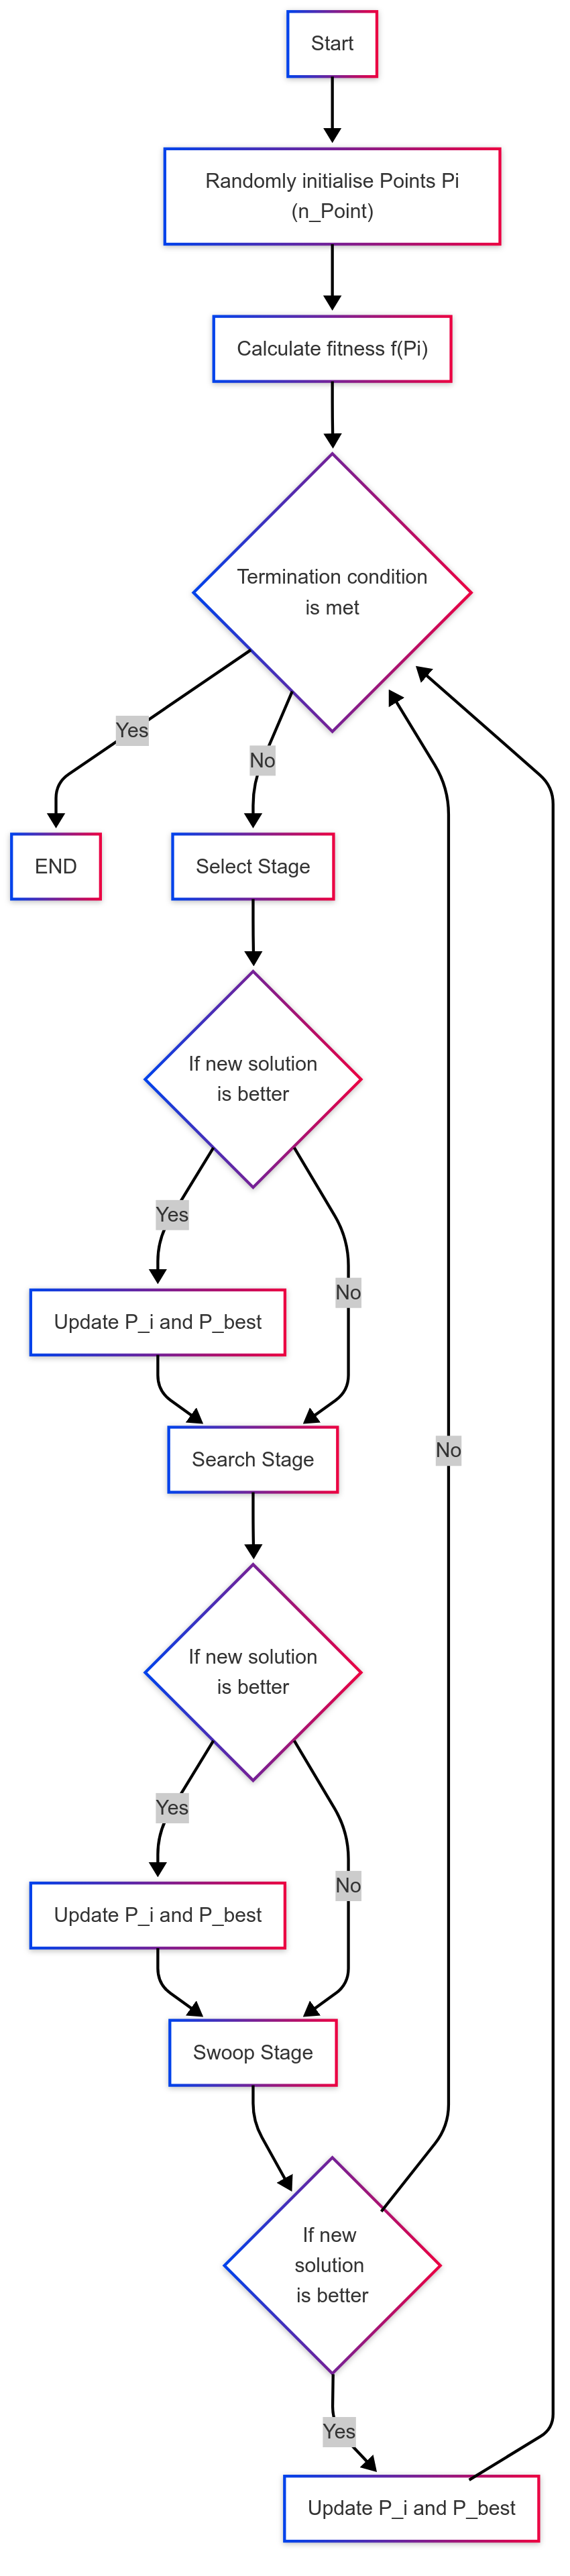 Start
Randomly initialise Points Pi
(n_Point)
Calculate fitness f(Pi)
Termination condition
is met
Yes
No
END
Select Stage
If new solution
is better
Yes
No
Update P_i and P_best
Search Stage
No
If new solution
is better
Yes
No
Update P_i and P_best
Swoop Stage
If new
solution
is better
Yes
Update P_i and P_best